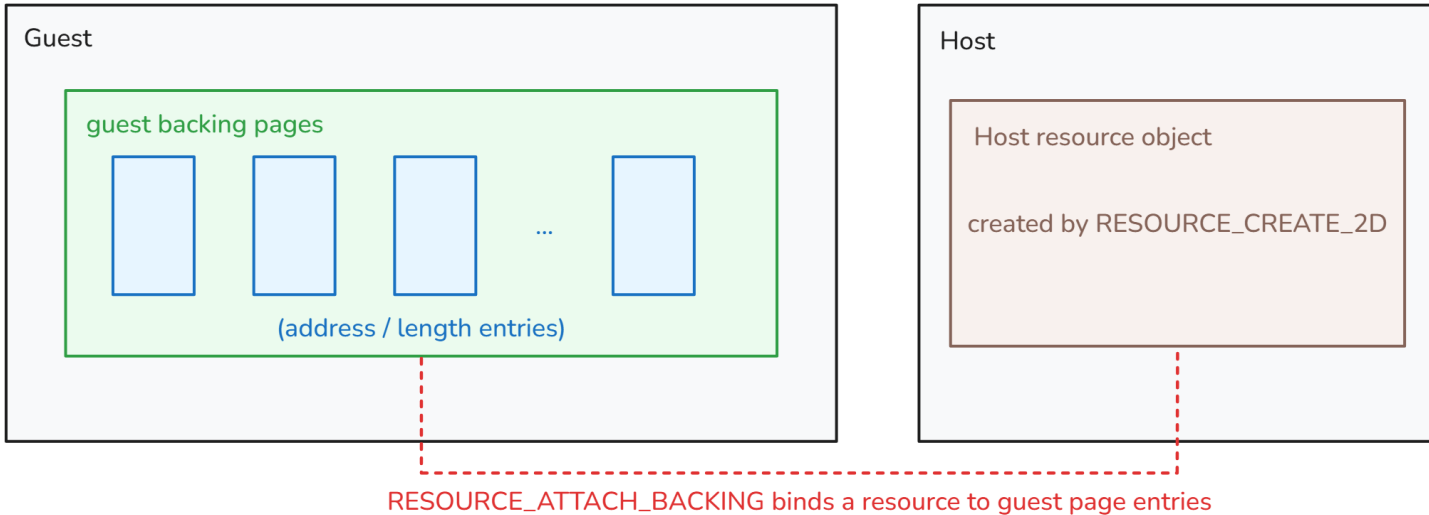 Guest
guest backing pages
...
(address / length entries)
Host
Host resource object
created by RESOURCE_CREATE_2D
RESOURCE_ATTACH_BACKING binds a resource to guest page entries